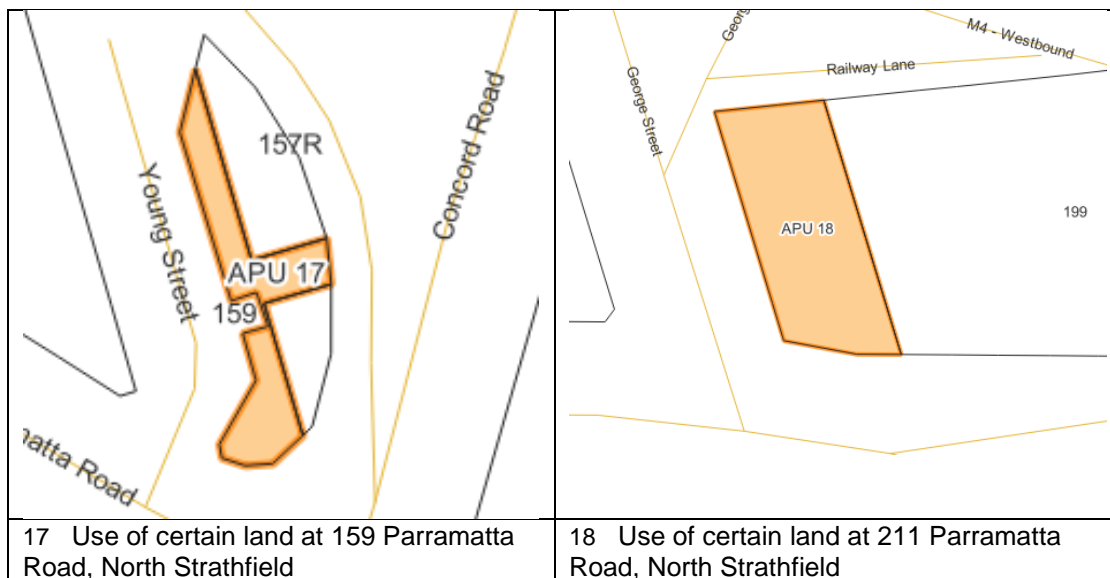 157R
Concord Road
Young Street
APU 17
159
Road
M4 - Westbound
Railway Lane
George Street
APU 18
199
17 Use of certain land at 159 Parramatta
Road, North Strathfield
18 Use of certain land at 211 Parramatta
Road, North Strathfield